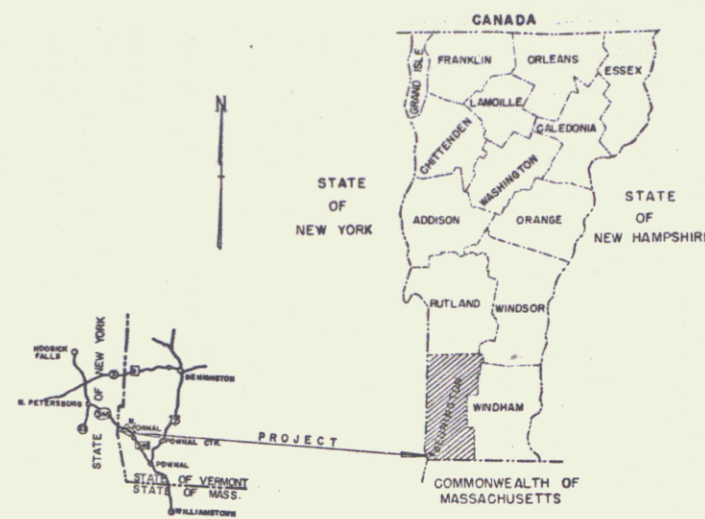 CANADA
FRANKLIN
ORLEANS
ESSEX
GRAND ISLE
LAMOILLE
CALEDONIA
CHITTENDEN
WASHINGTON
N
STATE
OF
NEW YORK
STATE
OF
NEW HAMPSHIRE
ADDISON
ORANGE
RUTLAND
WINDSOR
BENNINGTON
WINDHAM
COMMONWEALTH OF
MASSACHUSETTS
HOOSICK
FALLS
STATE OF NEW YORK
BENNINGTON
N. PETERSBURG
N.
POWNAL
POWNAL CTR.
PROJECT
POWNAL
STATE OF VERMONT
STATE OF MASS.
WILLIAMSTOWN